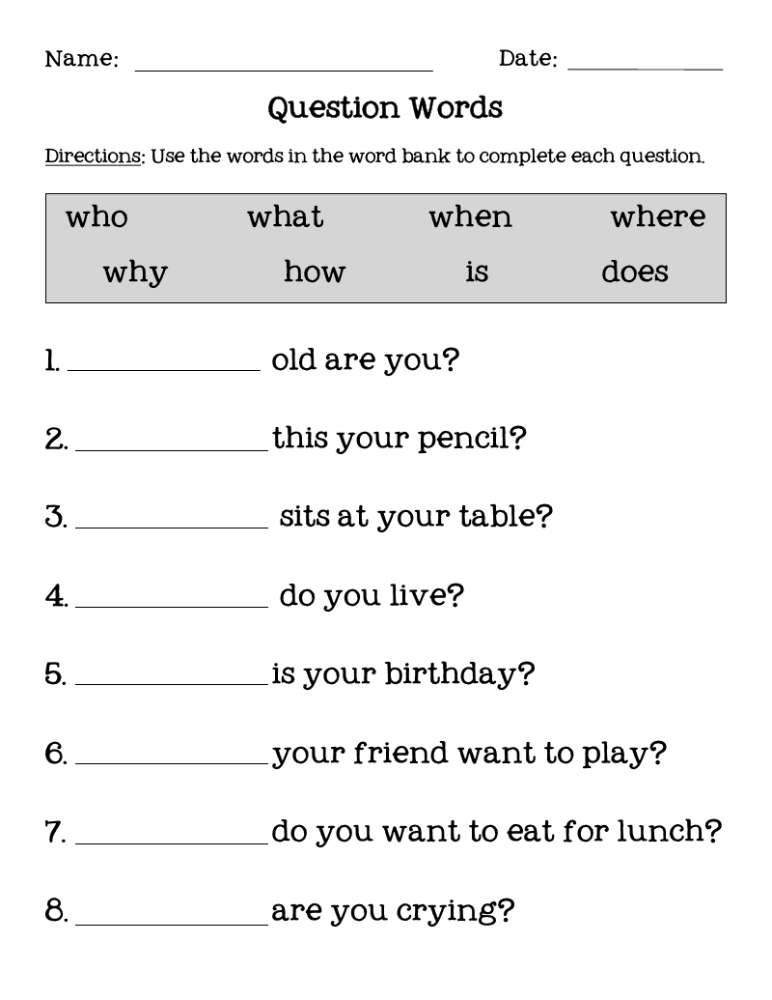 Name: ____________________ Date: __________
Question Words
Directions: Use the words in the word bank to complete each question.
who what when where
why how is does
1. ____________ old are you?
2. ____________ this your pencil?
3. ____________ sits at your table?
4. ____________ do you live?
5. ____________ is your birthday?
6. ____________ your friend want to play?
7. ____________ do you want to eat for lunch?
8. ____________ are you crying?